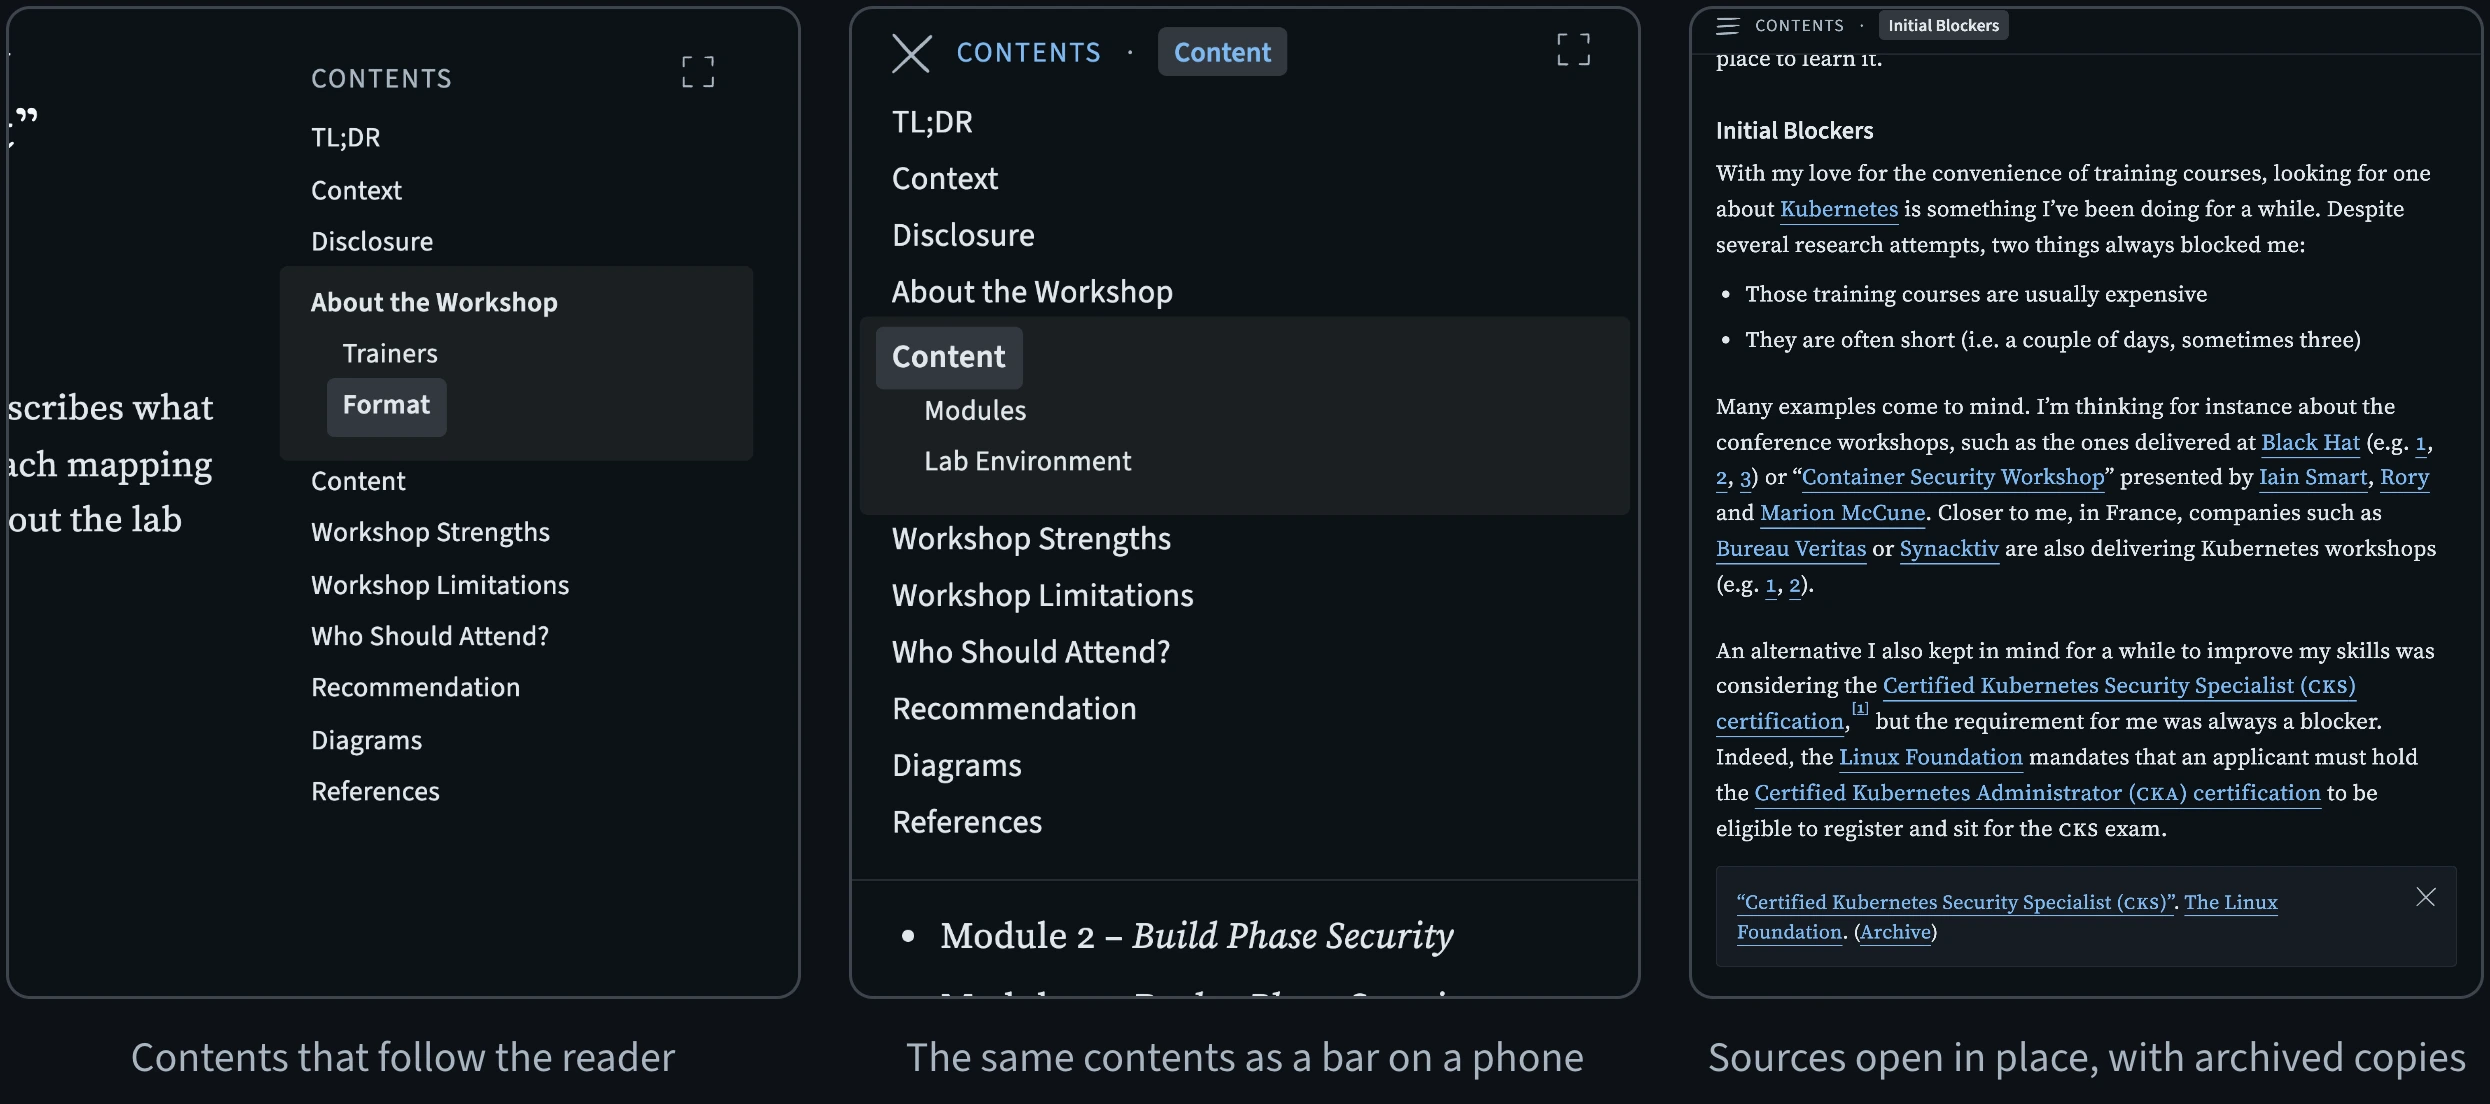 CONTENTS
TL;DR
Context
Disclosure
About the Workshop
Trainers
Format
Content
Workshop Strengths
Workshop Limitations
Who Should Attend?
Recommendation
Diagrams
References
”
scribes what
ach mapping
out the lab
Contents that follow the reader
CONTENTS · Content
TL;DR
Context
Disclosure
About the Workshop
Content
Modules
Lab Environment
Workshop Strengths
Workshop Limitations
Who Should Attend?
Recommendation
Diagrams
References
• Module 2 – Build Phase Security
The same contents as a bar on a phone
CONTENTS · Initial Blockers
place to learn it.
Initial Blockers
With my love for the convenience of training courses, looking for one
about Kubernetes is something I’ve been doing for a while. Despite
several research attempts, two things always blocked me:
• Those training courses are usually expensive
• They are often short (i.e. a couple of days, sometimes three)
Many examples come to mind. I’m thinking for instance about the
conference workshops, such as the ones delivered at Black Hat (e.g. 1,
2, 3) or “Container Security Workshop” presented by Iain Smart, Rory
and Marion McCune. Closer to me, in France, companies such as
Bureau Veritas or Synacktiv are also delivering Kubernetes workshops
(e.g. 1, 2).
An alternative I also kept in mind for a while to improve my skills was
considering the Certified Kubernetes Security Specialist (CKS)
certification,[1] but the requirement for me was always a blocker.
Indeed, the Linux Foundation mandates that an applicant must hold
the Certified Kubernetes Administrator (CKA) certification to be
eligible to register and sit for the CKS exam.
“Certified Kubernetes Security Specialist (CKS)”. The Linux
Foundation. (Archive)
Sources open in place, with archived copies